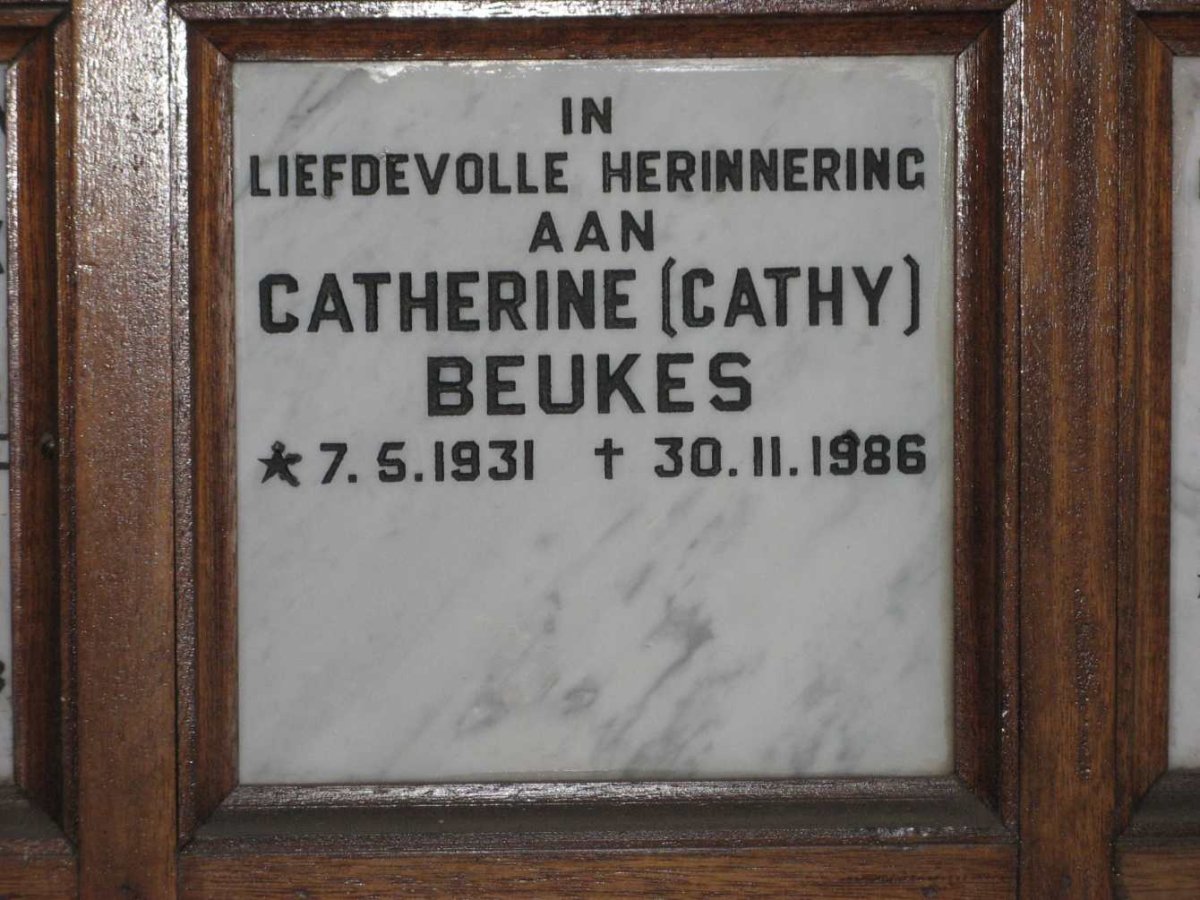 IN
LIEFDEVOLLE HERINNERING
AAN
CATHERINE (CATHY)
BEUKES
★ 7. 5. 1931 † 30. 11. 1986